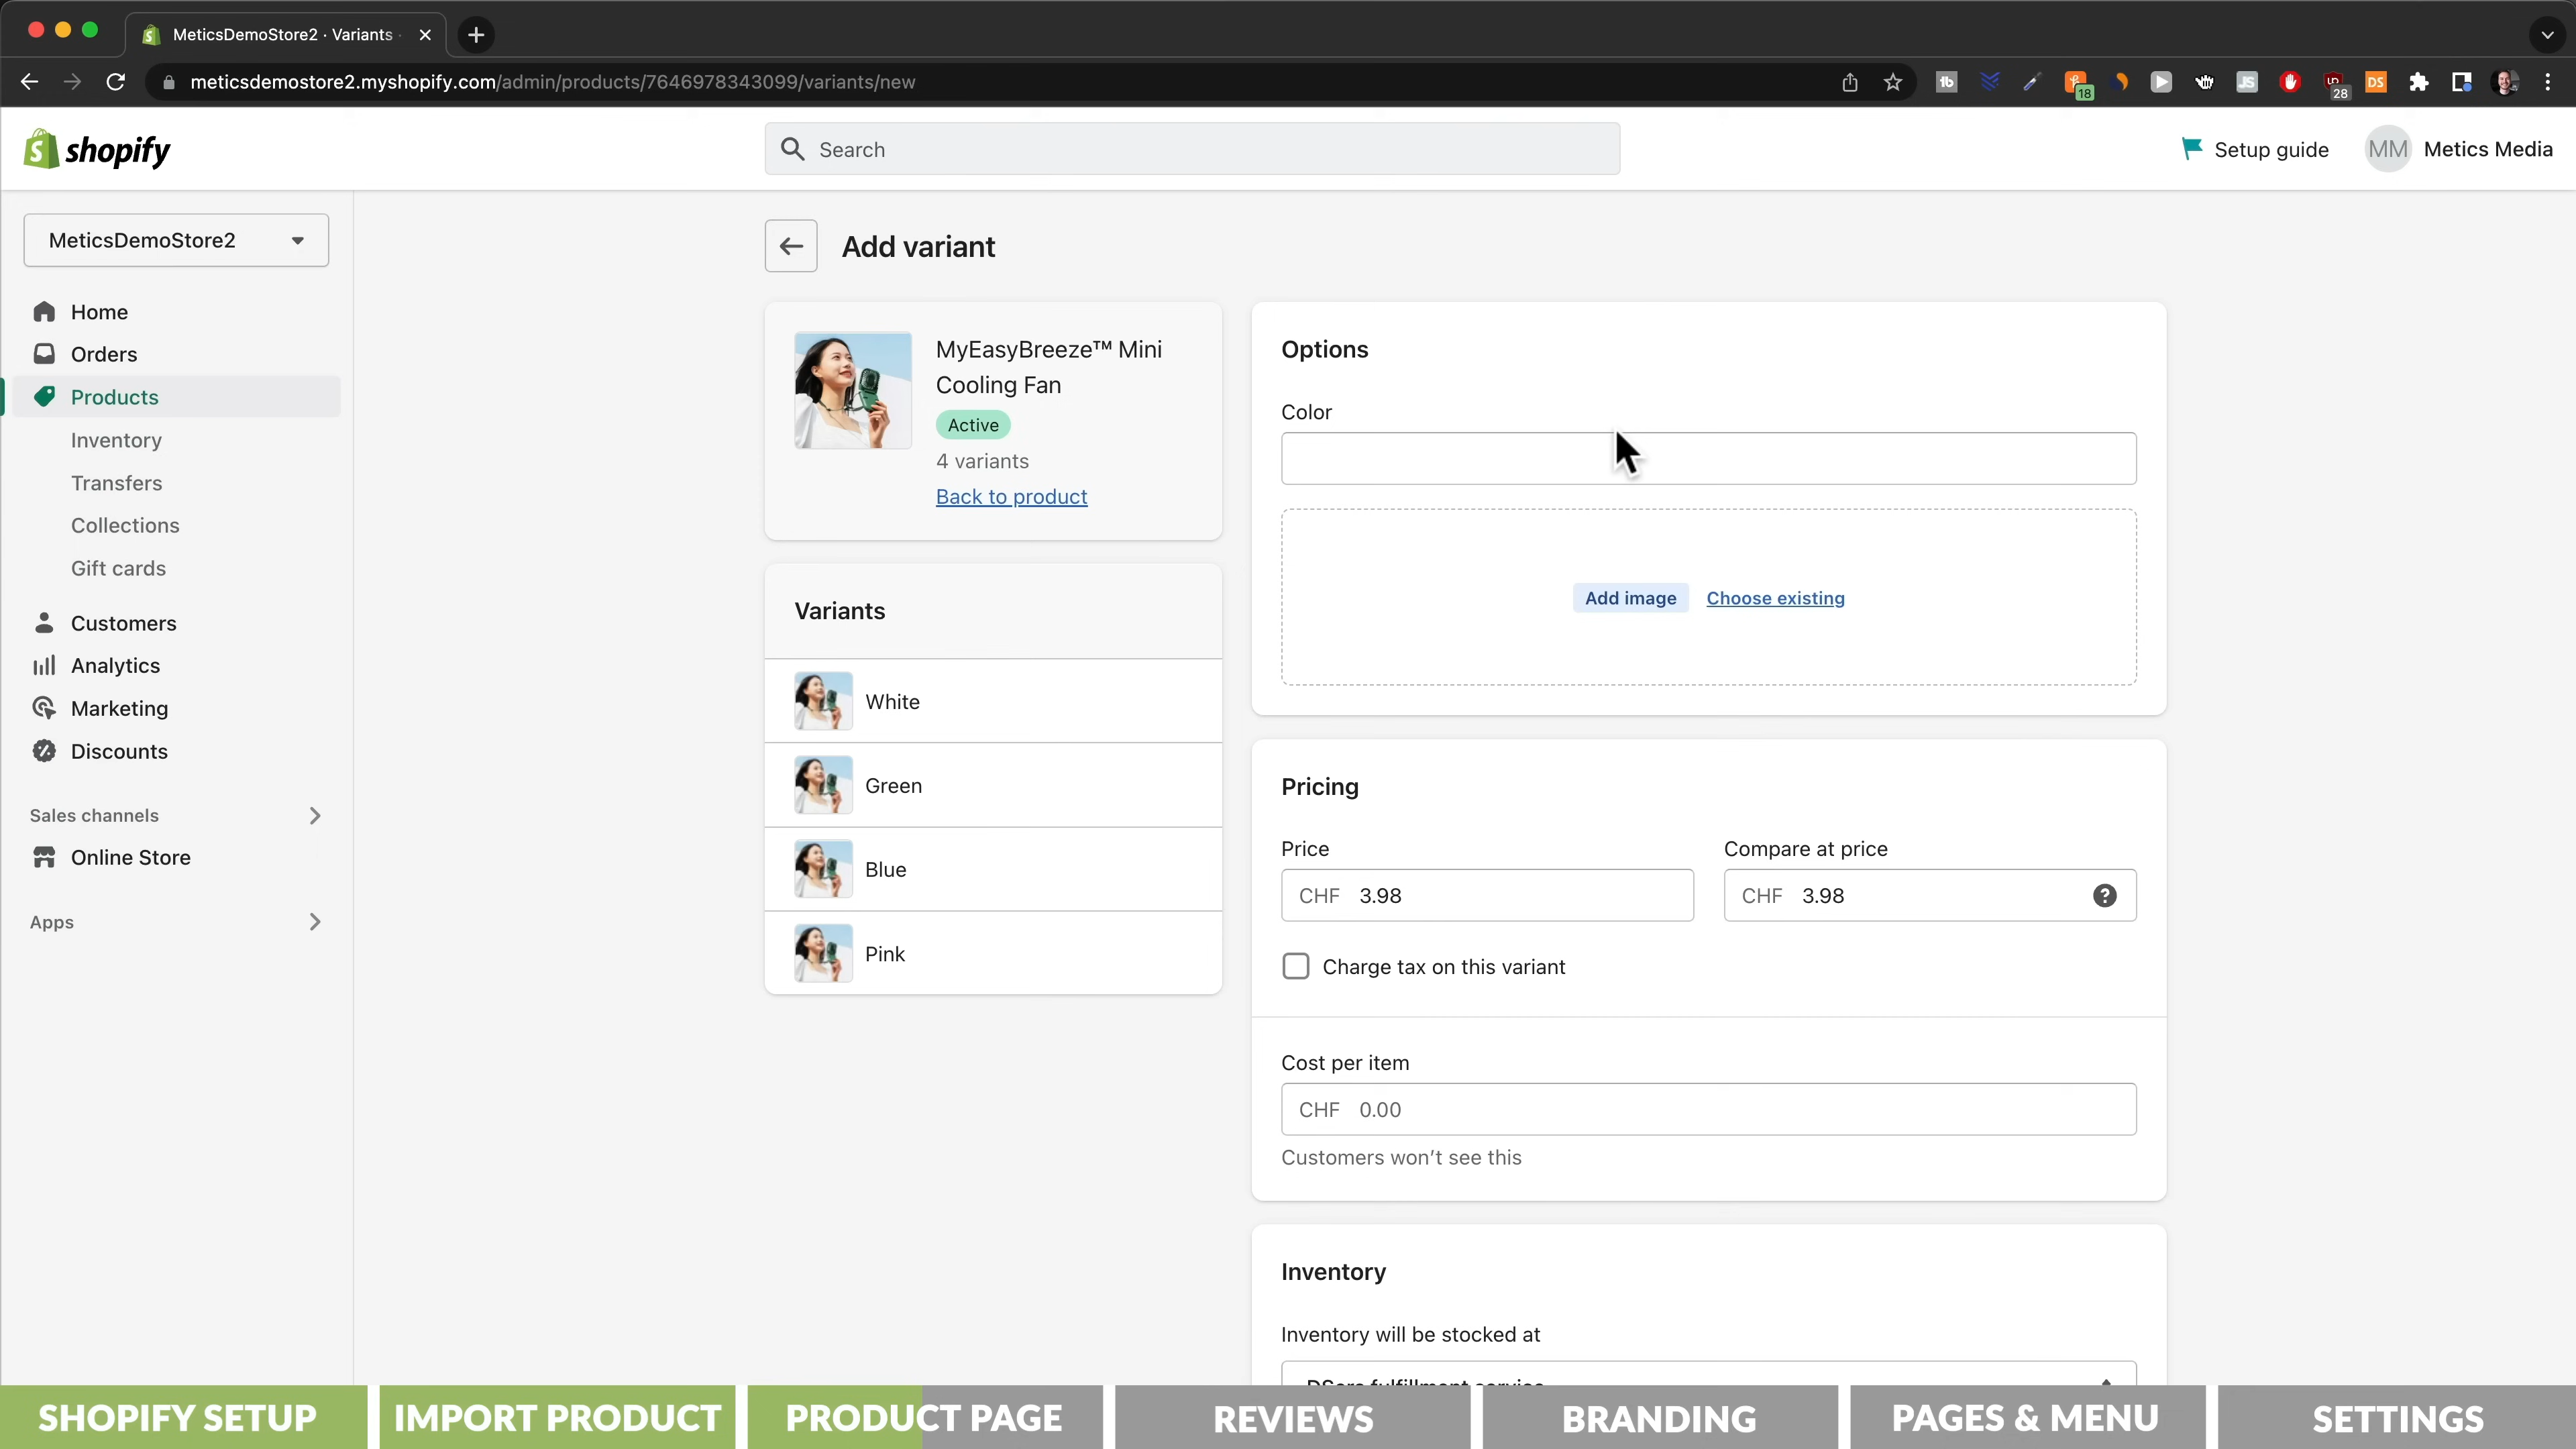 MeticsDemoStore2 · Variants ·
meticsdemostore2.myshopify.com/admin/products/7646978343099/variants/new
18
28
DS
JS
shopify
Search
Setup guide
MM
Metics Media
MeticsDemoStore2
Home
Orders
Products
Inventory
Transfers
Collections
Gift cards
Customers
Analytics
Marketing
Discounts
Sales channels
Online Store
Apps
Add variant
MyEasyBreeze™ Mini
Cooling Fan
Active
4 variants
Back to product
Variants
White
Green
Blue
Pink
Options
Color
Add image
Choose existing
Pricing
Price
CHF 3.98
Compare at price
CHF 3.98
Charge tax on this variant
Cost per item
CHF 0.00
Customers won't see this
Inventory
Inventory will be stocked at
DSers fulfillment service
SHOPIFY SETUP
IMPORT PRODUCT
PRODUCT PAGE
REVIEWS
BRANDING
PAGES & MENU
SETTINGS